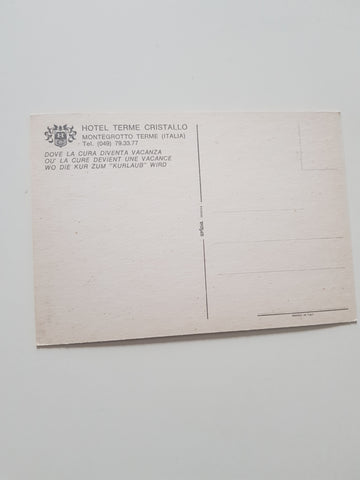 HOTEL TERME CRISTALLO
MONTEGROTTO TERME (ITALIA)
Tel. (049) 79.33.77
DOVE LA CURA DIVENTA VACANZA
OU' LA CURE DEVIENT UNE VACANCE
WO DIE KUR ZUM "KURLAUB" WIRD